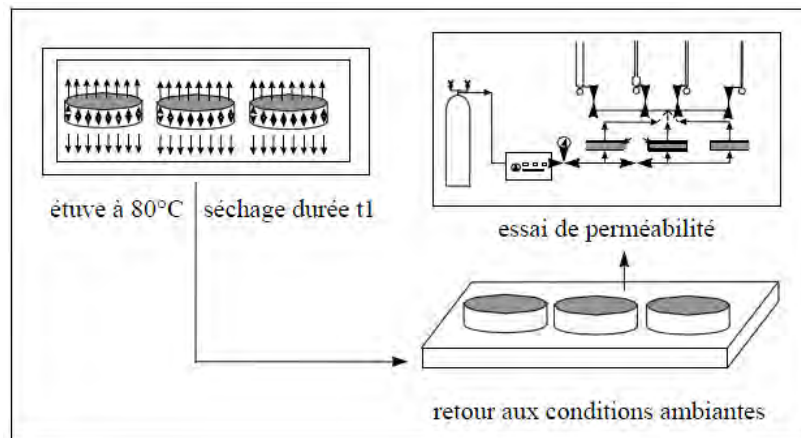 étuve à 80°C séchage durée t1
essai de perméabilité
retour aux conditions ambiantes